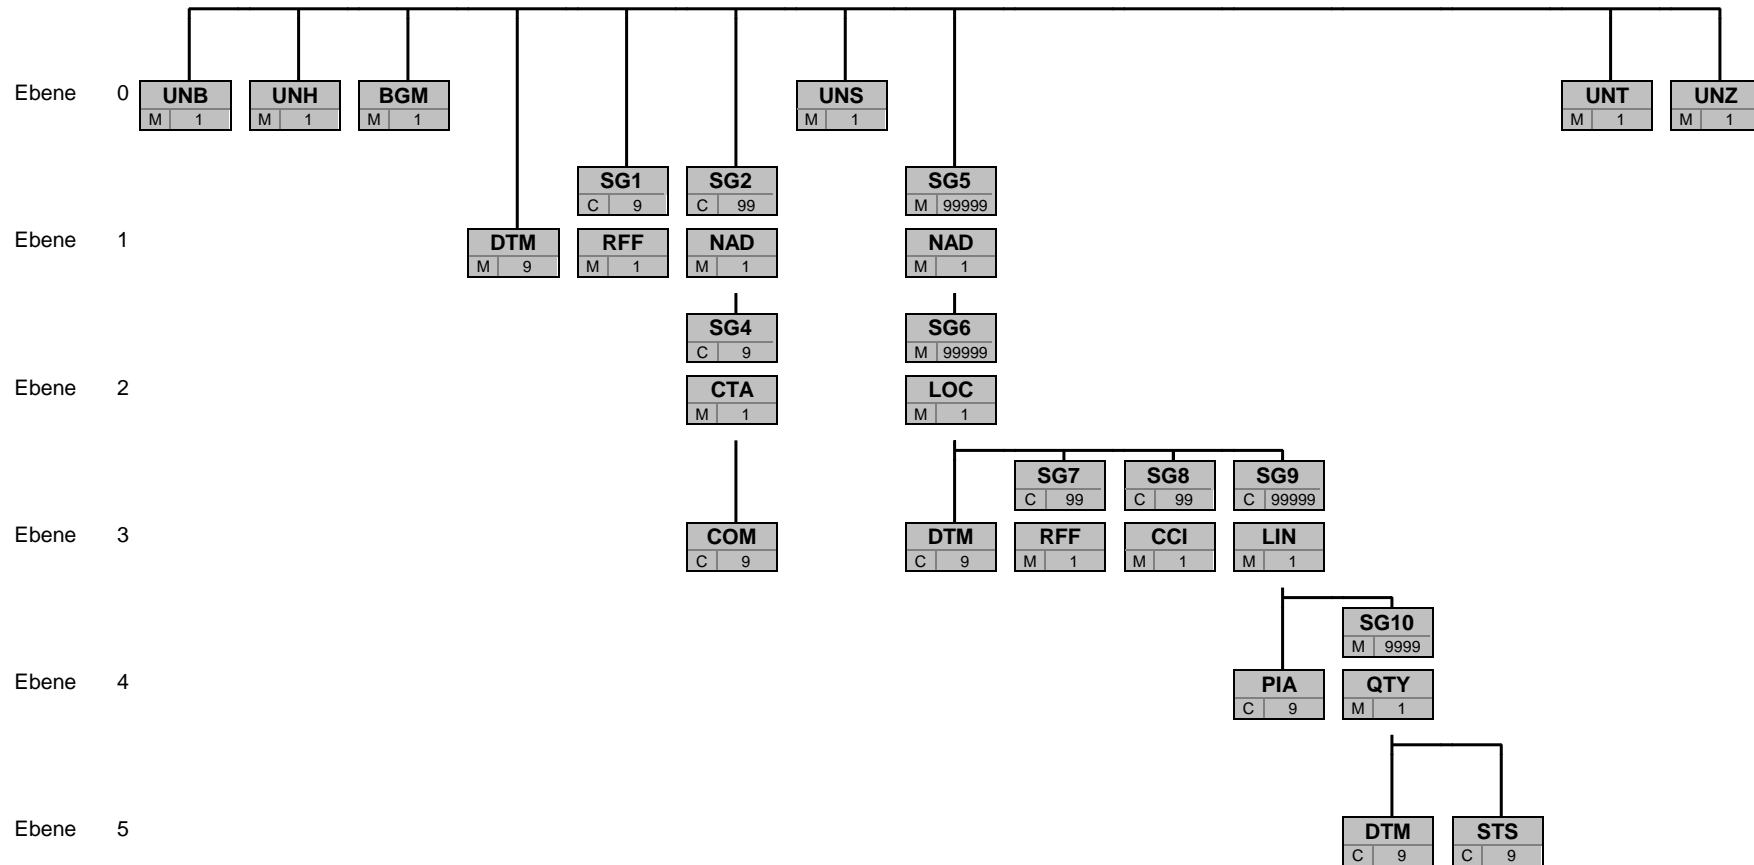 Ebene 0 UNB UNH BGM UNS UNT UNZ
M 1 M 1 M 1 M 1 M 1 M 1
SG1 SG2 SG5
C 9 C 99 M 99999
Ebene 1 DTM RFF NAD NAD
M 9 M 1 M 1 M 1
SG4 SG6
C 9 M 99999
Ebene 2 CTA LOC
M 1 M 1
SG7 SG8 SG9
C 99 C 99 C 99999
Ebene 3 COM DTM RFF CCI LIN
C 9 C 9 M 1 M 1 M 1
SG10
M 9999
Ebene 4 PIA QTY
C 9 M 1
Ebene 5 DTM STS
C 9 C 9